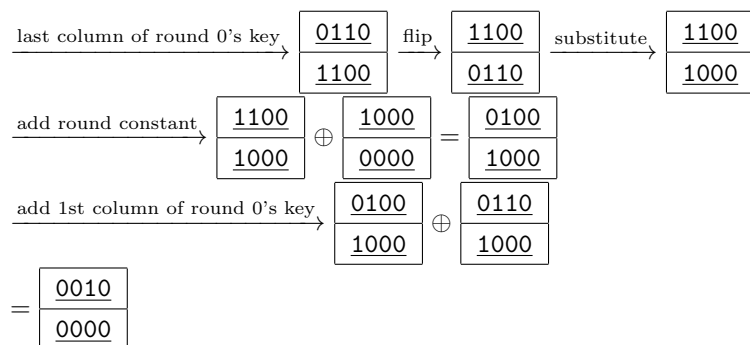 last column of round 0's key 0110 flip 1100 substitute 1100
1100 0110 1000
add round constant 1100 ⊕ 1000 = 0100
1000 0000 1000
add 1st column of round 0's key 0100 ⊕ 0110
1000 1000
= 0010
0000